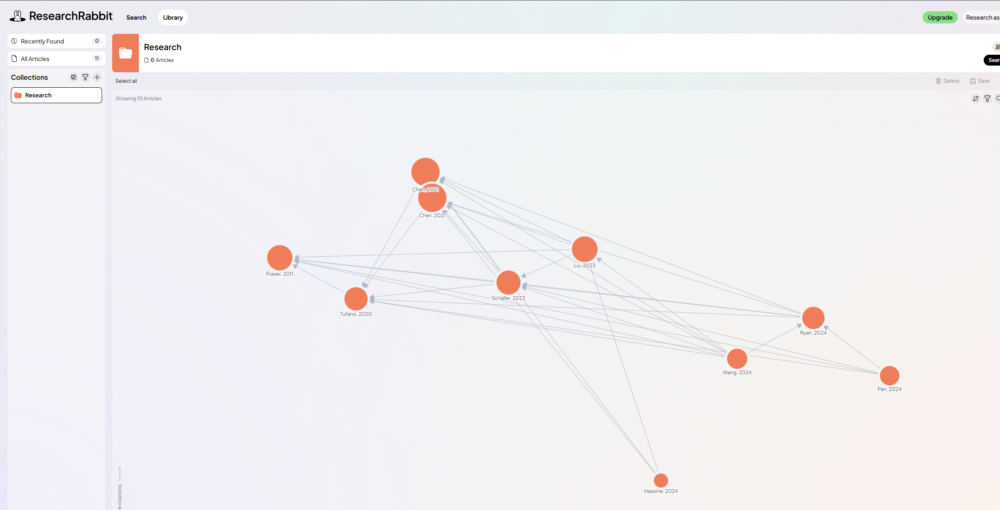 ResearchRabbit
Search
Library
Upgrade
Research as
Recently Found
0
All Articles
11
Collections
Research
Research
0 Articles
Sear
Select all
Delete
Save
Showing 10 Articles
Chen, 2021
Chen, 2021
Liu, 2023
Fraser, 2011
Schäfer, 2023
Tufano, 2020
Ryan, 2024
Wang, 2024
Pan, 2024
Hassine, 2024
re citations